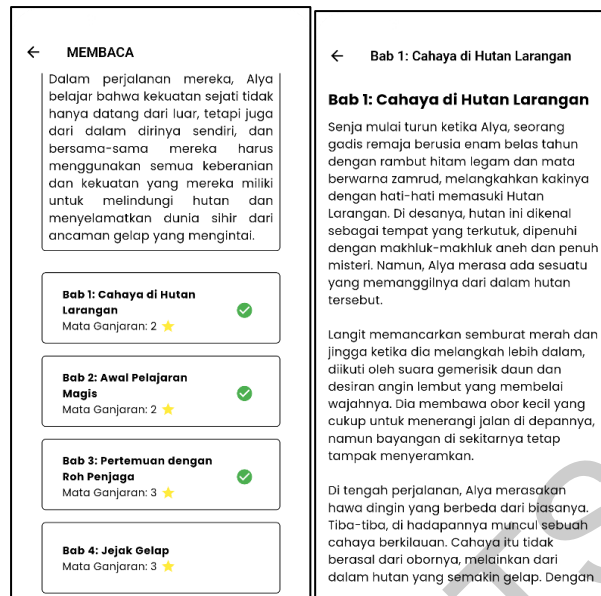 MEMBACA
Dalam perjalanan mereka, Alya
belajar bahwa kekuatan sejati tidak
hanya datang dari luar, tetapi juga
dari dalam dirinya sendiri, dan
bersama-sama mereka harus
menggunakan semua keberanian
dan kekuatan yang mereka miliki
untuk melindungi hutan dan
menyelamatkan dunia sihir dari
ancaman gelap yang mengintai.
Bab 1: Cahaya di Hutan
Larangan
Mata Ganjaran: 2
Bab 2: Awal Pelajaran
Magis
Mata Ganjaran: 2
Bab 3: Pertemuan dengan
Roh Penjaga
Mata Ganjaran: 3
Bab 4: Jejak Gelap
Mata Ganjaran: 3
Bab 1: Cahaya di Hutan Larangan
Bab 1: Cahaya di Hutan Larangan
Senja mulai turun ketika Alya, seorang
gadis remaja berusia enam belas tahun
dengan rambut hitam legam dan mata
berwarna zamrud, melangkahkan kakinya
dengan hati-hati memasuki Hutan
Larangan. Di desanya, hutan ini dikenal
sebagai tempat yang terkutuk, dipenuhi
dengan makhluk-makhluk aneh dan penuh
misteri. Namun, Alya merasa ada sesuatu
yang memanggilnya dari dalam hutan
tersebut.
Langit memancarkan semburat merah dan
jingga ketika dia melangkah lebih dalam,
diikuti oleh suara gemerisik daun dan
desiran angin lembut yang membelai
wajahnya. Dia membawa obor kecil yang
cukup untuk menerangi jalan di depannya,
namun bayangan di sekitarnya tetap
tampak menyeramkan.
Di tengah perjalanan, Alya merasakan
hawa dingin yang berbeda dari biasanya.
Tiba-tiba, di hadapannya muncul sebuah
cahaya berkilauan. Cahaya itu tidak
berasal dari obornya, melainkan dari
dalam hutan yang semakin gelap. Dengan
TS